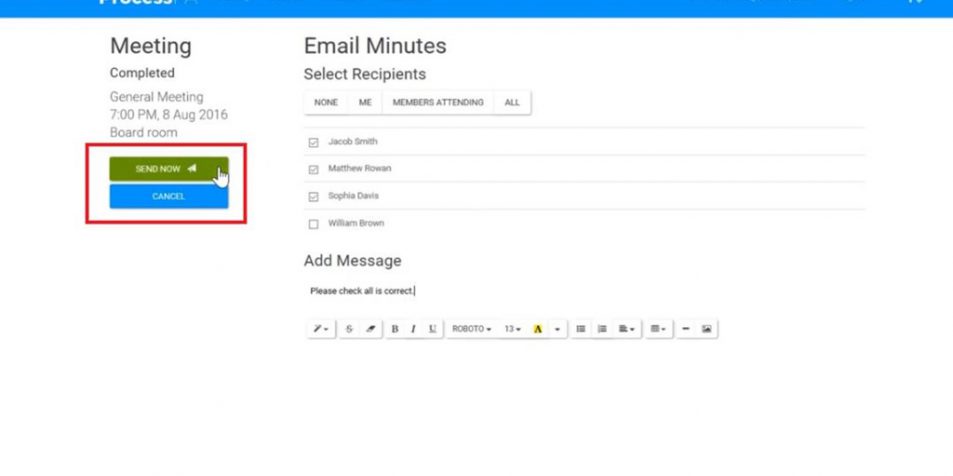 Process
Meeting
Completed
General Meeting
7:00 PM, 8 Aug 2016
Board room
SEND NOW
CANCEL
Email Minutes
Select Recipients
NONE ME MEMBERS ATTENDING ALL
Jacob Smith
Matthew Rowan
Sophia Davis
William Brown
Add Message
Please check all is correct.
B I U ROBOTO 13 A